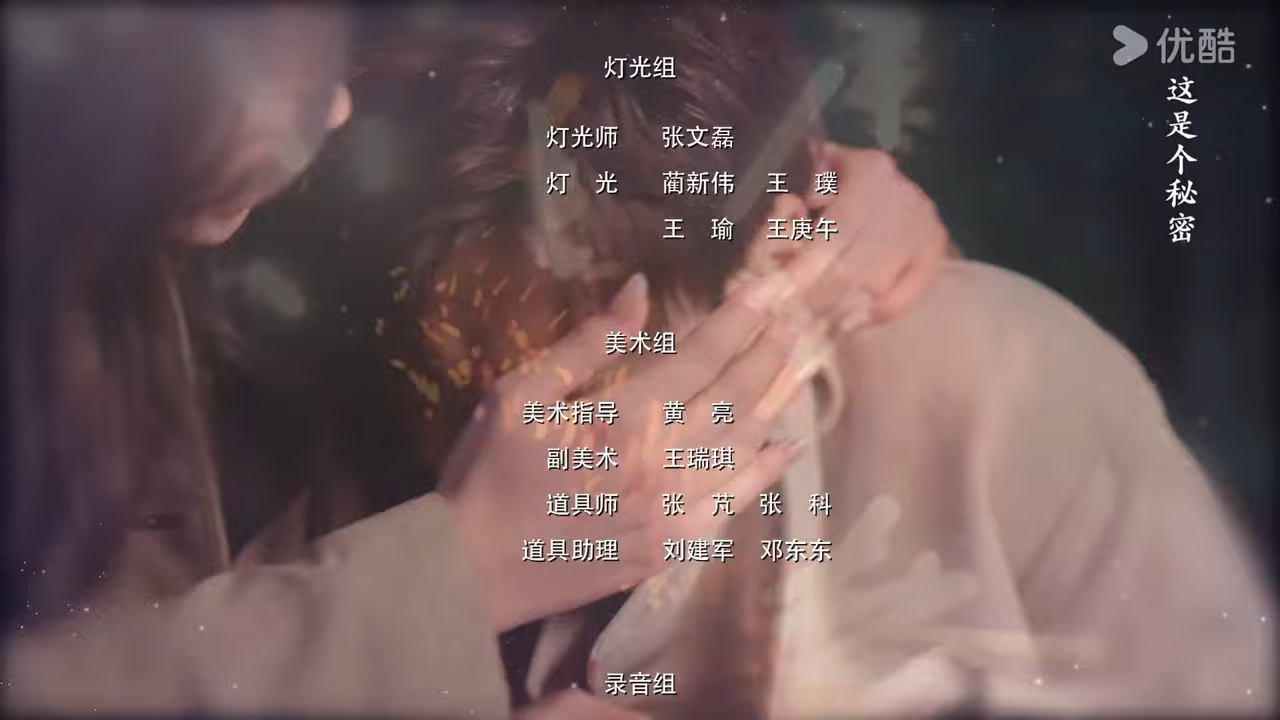 优酷
这是个秘密
灯光组
灯光师 张文磊
灯 光 蔺新伟 王 璞
王 瑜 王庚午
美术组
美术指导 黄 亮
副美术 王瑞琪
道具师 张 芃 张 科
道具助理 刘建军 邓东东
录音组